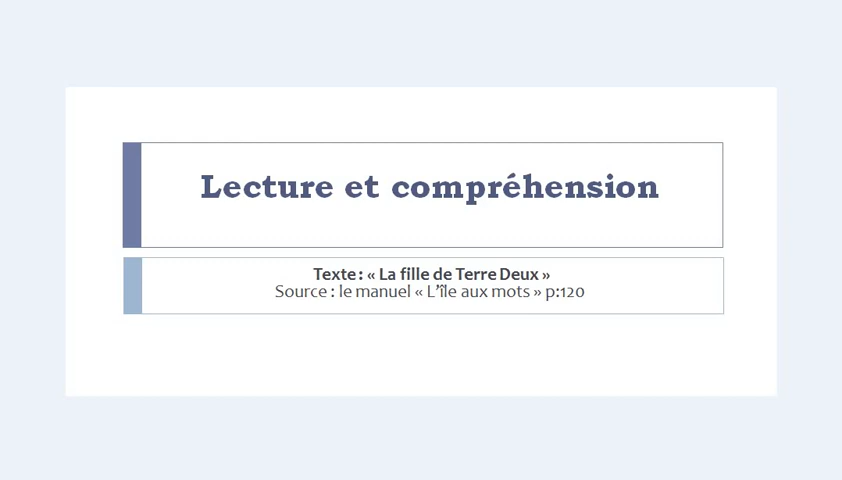 Lecture et compréhension
Texte : « La fille de Terre Deux »
Source : le manuel « L’île aux mots » p:120